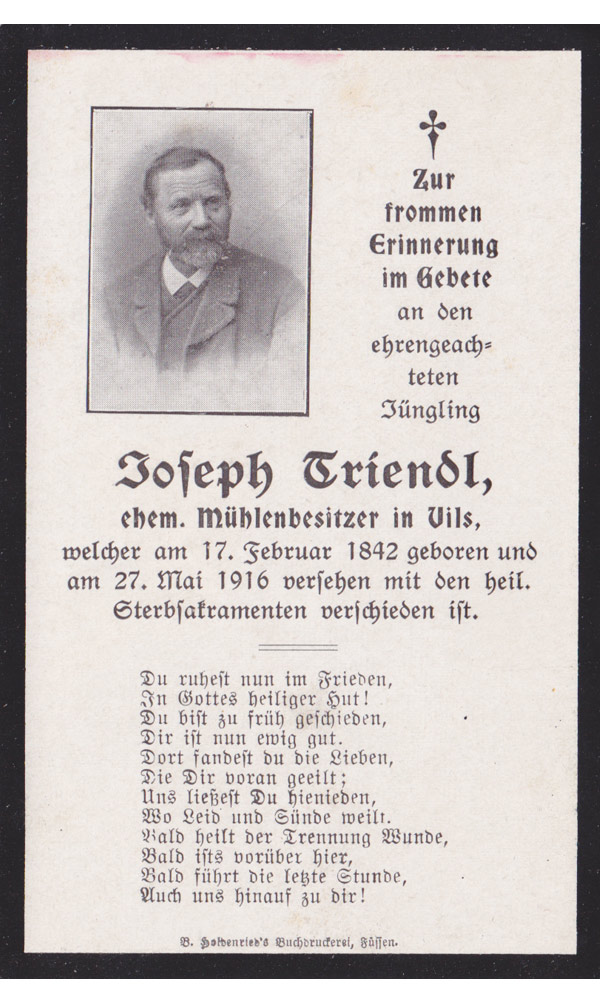 Zur
frommen
Erinnerung
im Gebete
an den
ehrengeach=
teten
Jüngling
Joseph Triendl,
ehem. Mühlenbesitzer in Vils,
welcher am 17. Februar 1842 geboren und
am 27. Mai 1916 versehen mit den heil.
Sterbsakramenten verschieden ist.
Du ruhest nun im Frieden,
In Gottes heiliger Hut!
Du bist zu früh geschieden,
Dir ist nun ewig gut.
Dort fandest du die Lieben,
Die Dir voran geeilt;
Uns ließest Du hienieden,
Wo Leid und Sünde weilt.
Bald heilt der Trennung Wunde,
Bald ists vorüber hier,
Bald führt die letzte Stunde,
Auch uns hinauf zu dir!
B. Holdenried's Buchdruckerei, Füssen.